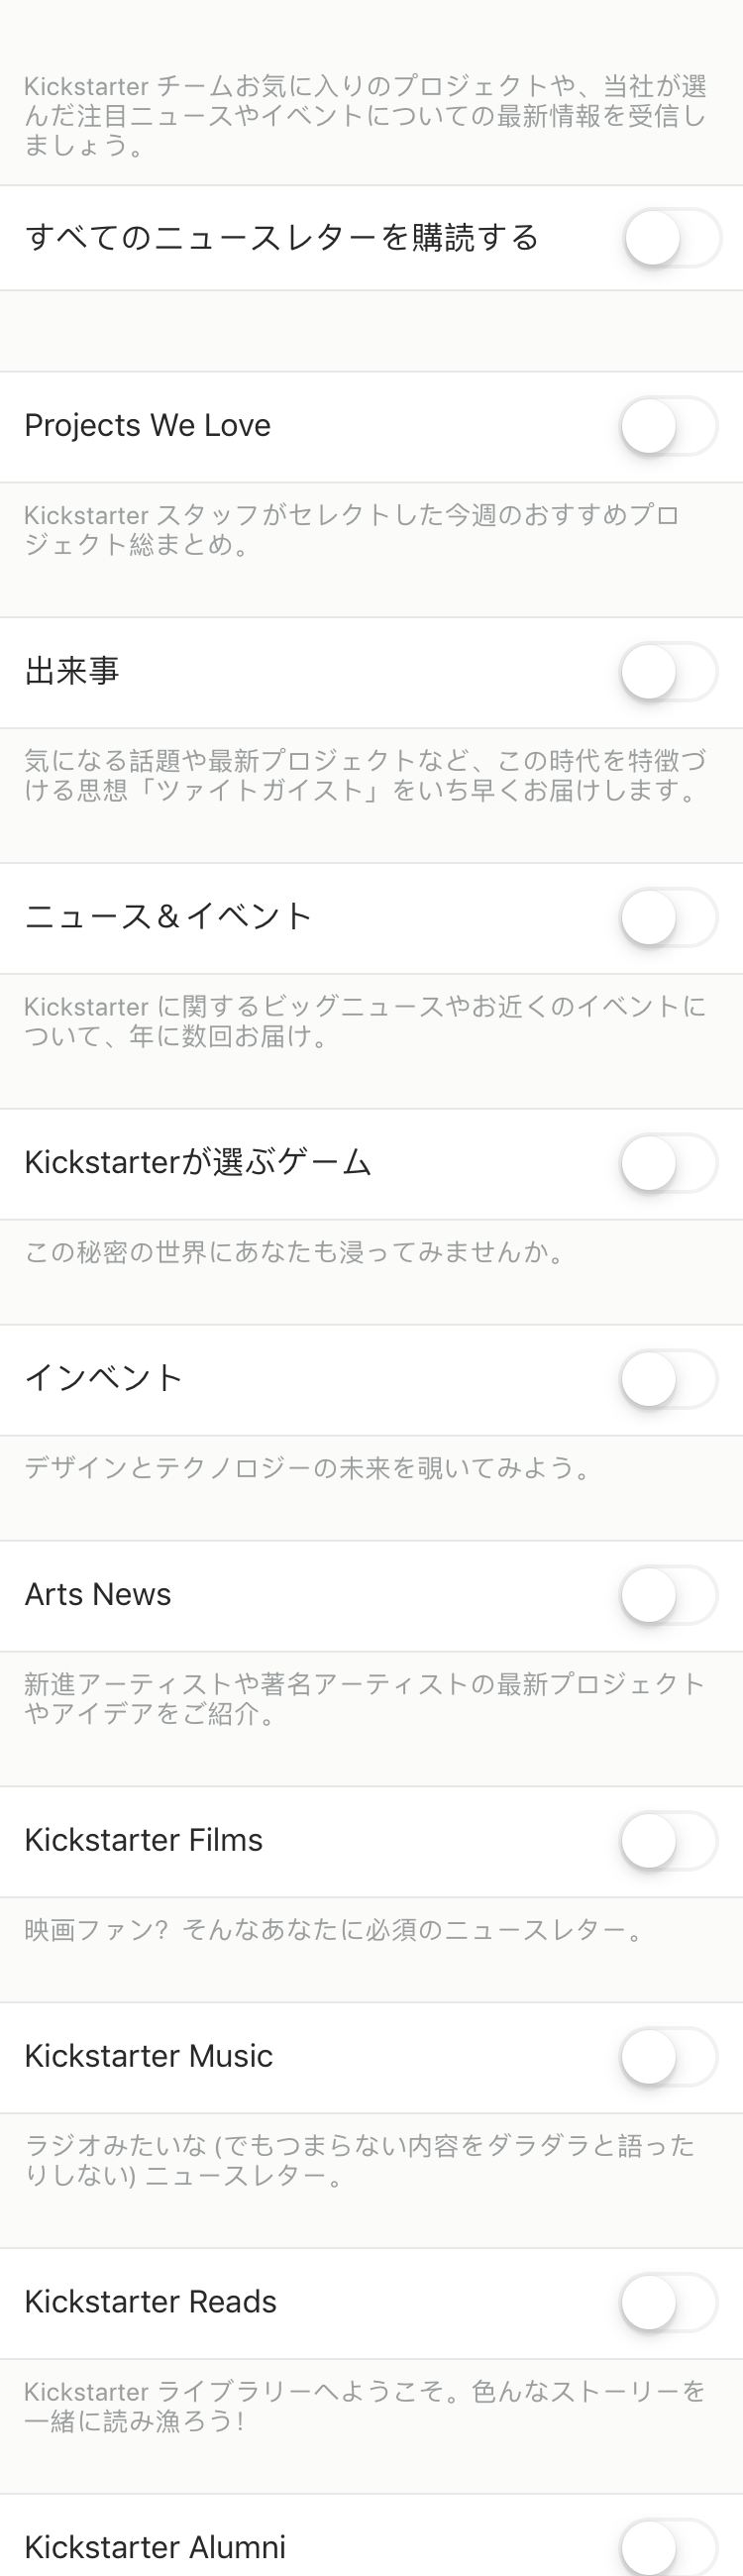 Kickstarter チームお気に入りのプロジェクトや、当社が選
んだ注目ニュースやイベントについての最新情報を受信し
ましょう。
すべてのニュースレターを購読する
Projects We Love
Kickstarter スタッフがセレクトした今週のおすすめプロ
ジェクト総まとめ。
出来事
気になる話題や最新プロジェクトなど、この時代を特徴づ
ける思想「ツァイトガイスト」をいち早くお届けします。
ニュース＆イベント
Kickstarter に関するビッグニュースやお近くのイベントに
ついて、年に数回お届け。
Kickstarterが選ぶゲーム
この秘密の世界にあなたも浸ってみませんか。
インベント
デザインとテクノロジーの未来を覗いてみよう。
Arts News
新進アーティストや著名アーティストの最新プロジェクト
やアイデアをご紹介。
Kickstarter Films
映画ファン？そんなあなたに必須のニュースレター。
Kickstarter Music
ラジオみたいな (でもつまらない内容をダラダラと語った
りしない) ニュースレター。
Kickstarter Reads
Kickstarter ライブラリーへようこそ。色んなストーリーを
一緒に読み漁ろう！
Kickstarter Alumni